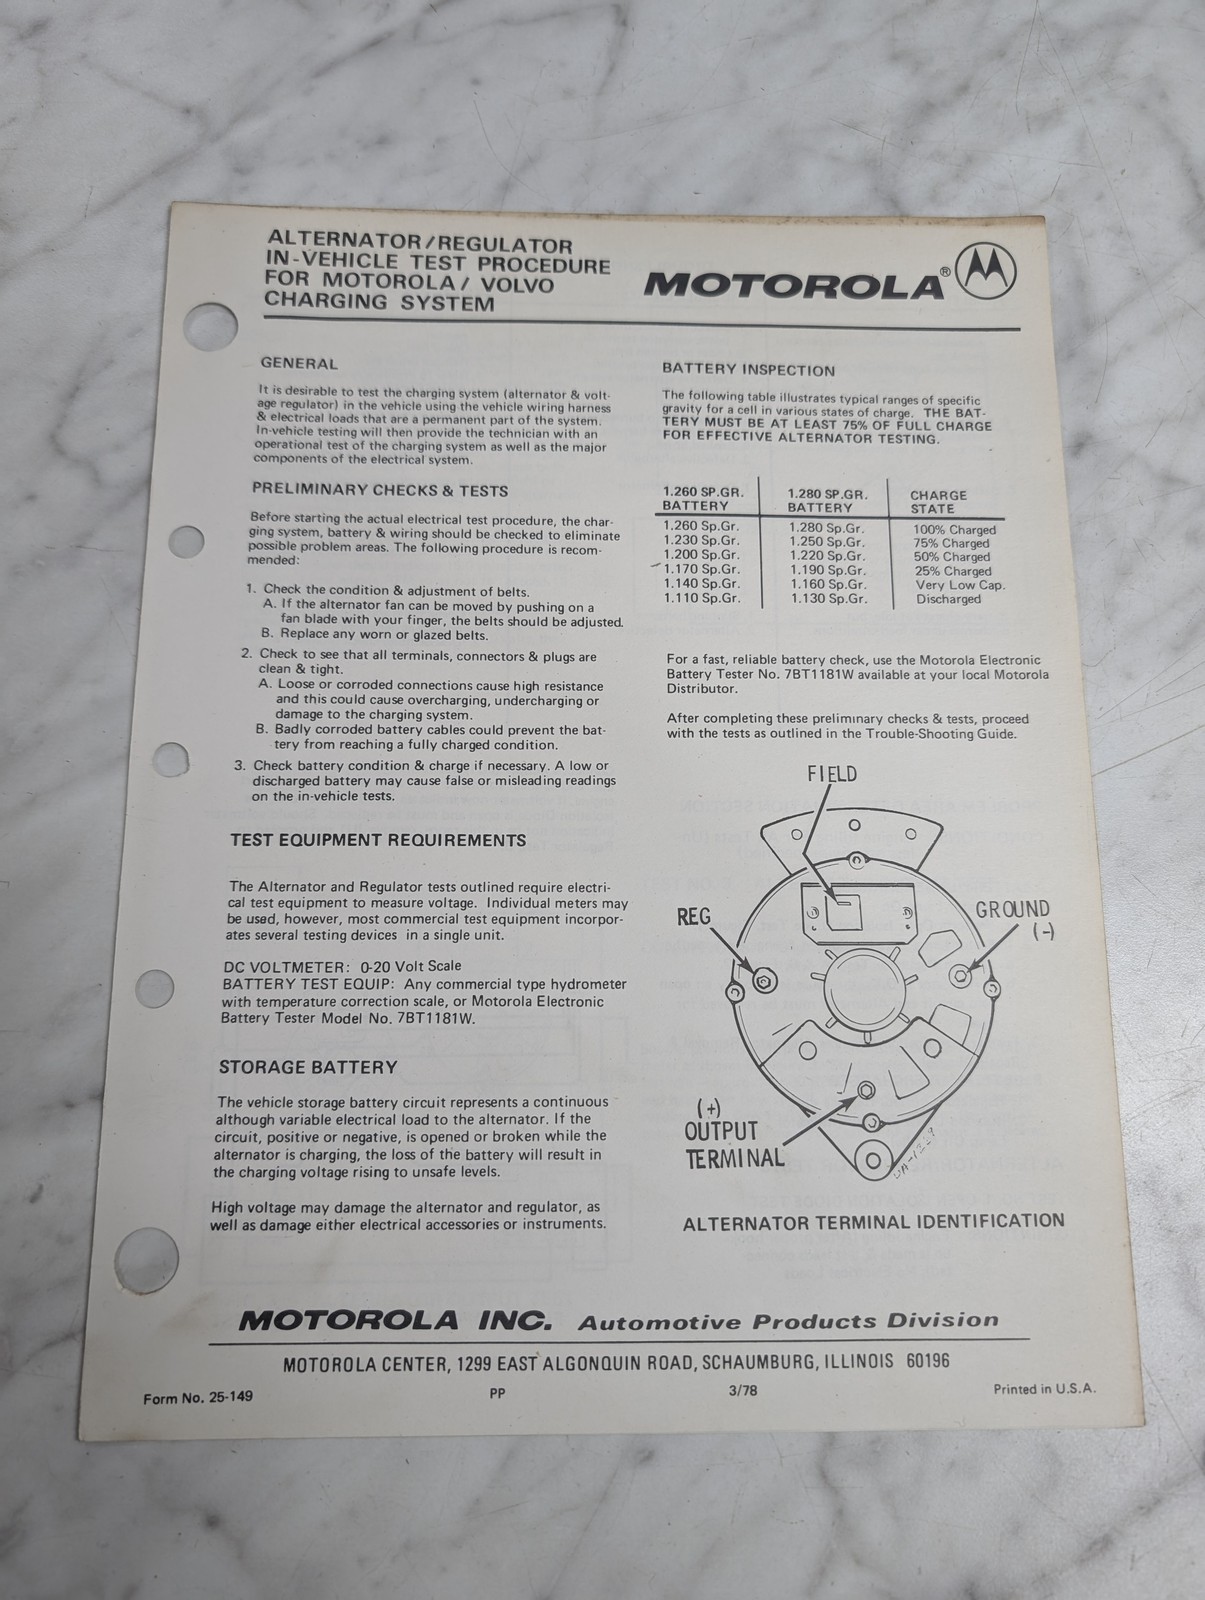 ALTERNATOR/REGULATOR
IN-VEHICLE TEST PROCEDURE
FOR MOTOROLA/ VOLVO
CHARGING SYSTEM
MOTOROLA®
GENERAL
It is desirable to test the charging system (alternator & volt-
age regulator) in the vehicle using the vehicle wiring harness
& electrical loads that are a permanent part of the system.
In-vehicle testing will then provide the technician with an
operational test of the charging system as well as the major
components of the electrical system.
PRELIMINARY CHECKS & TESTS
Before starting the actual electrical test procedure, the char-
ging system, battery & wiring should be checked to eliminate
possible problem areas. The following procedure is recom-
mended:
1. Check the condition & adjustment of belts.
A. If the alternator fan can be moved by pushing on a
fan blade with your finger, the belts should be adjusted.
B. Replace any worn or glazed belts.
2. Check to see that all terminals, connectors & plugs are
clean & tight.
A. Loose or corroded connections cause high resistance
and this could cause overcharging, undercharging or
damage to the charging system.
B. Badly corroded battery cables could prevent the bat-
tery from reaching a fully charged condition.
3. Check battery condition & charge if necessary. A low or
discharged battery may cause false or misleading readings
on the in-vehicle tests.
TEST EQUIPMENT REQUIREMENTS
The Alternator and Regulator tests outlined require electri-
cal test equipment to measure voltage. Individual meters may
be used, however, most commercial test equipment incorpor-
ates several testing devices in a single unit.
DC VOLTMETER: 0-20 Volt Scale
BATTERY TEST EQUIP: Any commercial type hydrometer
with temperature correction scale, or Motorola Electronic
Battery Tester Model No. 7BT1181W.
STORAGE BATTERY
The vehicle storage battery circuit represents a continuous
although variable electrical load to the alternator. If the
circuit, positive or negative, is opened or broken while the
alternator is charging, the loss of the battery will result in
the charging voltage rising to unsafe levels.
High voltage may damage the alternator and regulator, as
well as damage either electrical accessories or instruments.
BATTERY INSPECTION
The following table illustrates typical ranges of specific
gravity for a cell in various states of charge. THE BAT-
TERY MUST BE AT LEAST 75% OF FULL CHARGE
FOR EFFECTIVE ALTERNATOR TESTING.
1.260 SP.GR. 1.280 SP.GR. CHARGE
BATTERY BATTERY STATE
1.260 Sp.Gr. 1.280 Sp.Gr. 100% Charged
1.230 Sp.Gr. 1.250 Sp.Gr. 75% Charged
1.200 Sp.Gr. 1.220 Sp.Gr. 50% Charged
1.170 Sp.Gr. 1.190 Sp.Gr. 25% Charged
1.140 Sp.Gr. 1.160 Sp.Gr. Very Low Cap.
1.110 Sp.Gr. 1.130 Sp.Gr. Discharged
For a fast, reliable battery check, use the Motorola Electronic
Battery Tester No. 7BT1181W available at your local Motorola
Distributor.
After completing these preliminary checks & tests, proceed
with the tests as outlined in the Trouble-Shooting Guide.
FIELD
REG
GROUND
(-)
(+)
OUTPUT
TERMINAL
ALTERNATOR TERMINAL IDENTIFICATION
MOTOROLA INC. Automotive Products Division
MOTOROLA CENTER, 1299 EAST ALGONQUIN ROAD, SCHAUMBURG, ILLINOIS 60196
Form No. 25-149 PP 3/78 Printed in U.S.A.